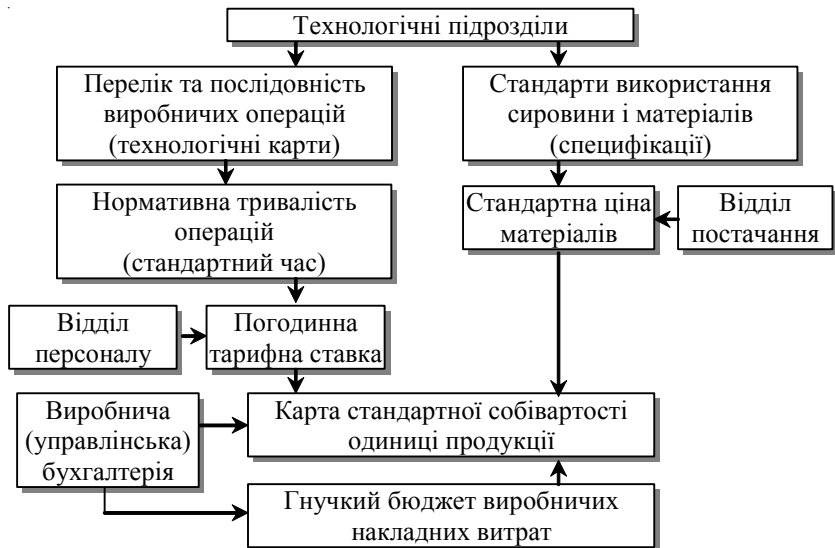 Технологічні підрозділи
Перелік та послідовність
виробничих операцій
(технологічні карти)
Стандарти використання
сировини і матеріалів
(специфікації)
Нормативна тривалість
операцій
(стандартний час)
Стандартна ціна
матеріалів
Відділ
постачання
Відділ
персоналу
Погодинна
тарифна ставка
Виробнича
(управлінська)
бухгалтерія
Карта стандартної собівартості
одиниці продукції
Гнучкий бюджет виробничих
накладних витрат